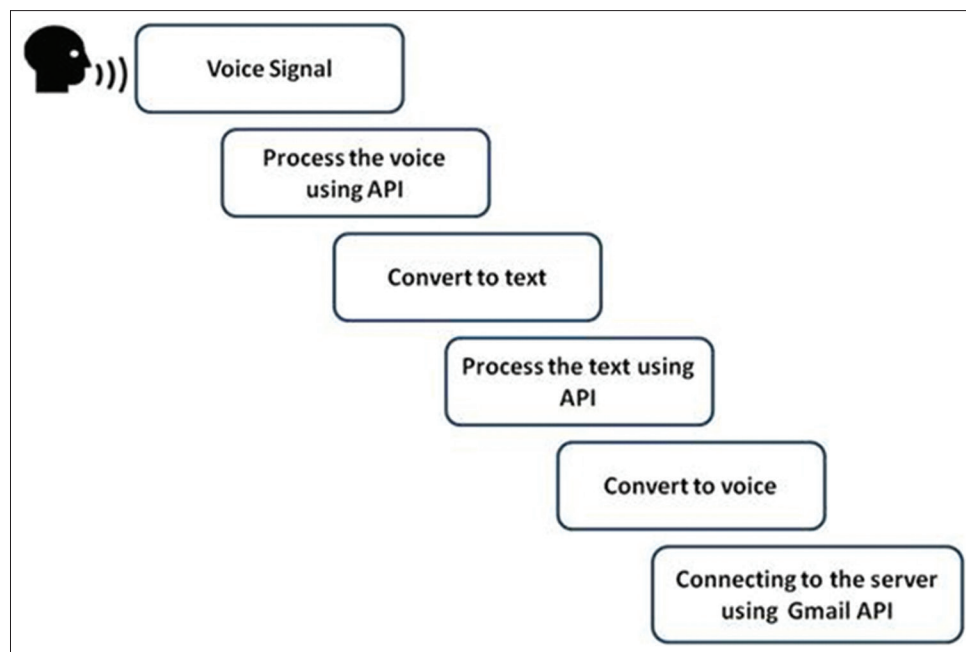 Voice Signal
Process the voice
using API
Convert to text
Process the text using
API
Convert to voice
Connecting to the server
using Gmail API